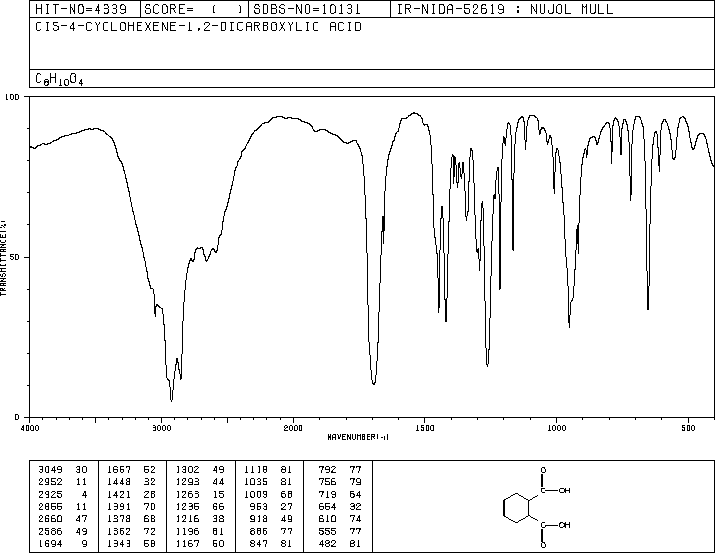 HIT-NO=4339 SCORE= ( ) SDBS-NO=10131 IR-NIDA-52619 : NUJOL MULL
CIS-4-CYCLOHEXENE-1,2-DICARBOXYLIC ACID
C8H10O4
100
50
0
TRANSMITTANCE(%)
4000 3000 2000 1500 1000 500
WAVENUMBER(-1)
3049 30 1667 52 1302 49 1118 81 792 77
2952 11 1448 32 1293 44 1035 81 756 79
2925 4 1421 28 1263 15 1009 68 719 64
2855 11 1391 70 1235 66 953 27 654 32
2660 47 1378 68 1216 38 918 49 610 74
2586 49 1362 72 1196 81 886 77 555 77
1694 9 1343 58 1167 50 847 81 482 81
O
C OH
C OH
O